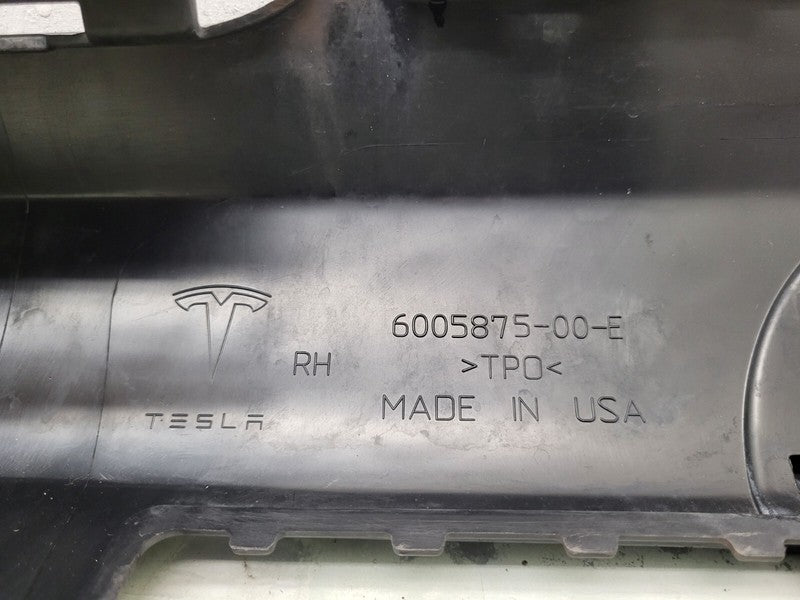 6005875-00-E
RH >TPO<
TESLA MADE IN USA